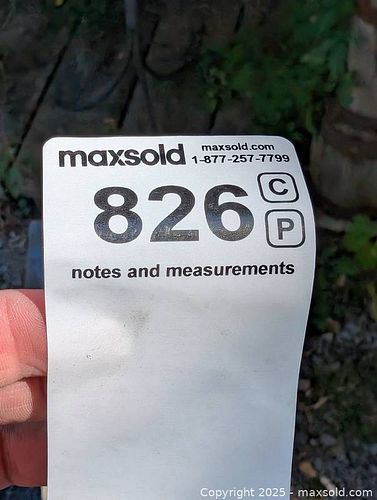 maxsold maxsold.com
1-877-257-7799
826 C
P
notes and measurements
Copyright 2025 - maxsold.com